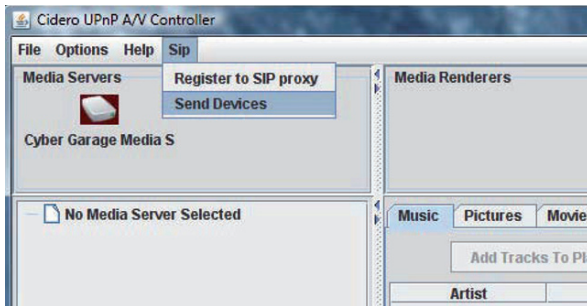 Cidero UPnP A/V Controller
File Options Help Sip
Register to SIP proxy
Send Devices
Media Servers
Cyber Garage Media S
Media Renderers
No Media Server Selected
Music Pictures Movie
Add Tracks To Pl
Artist